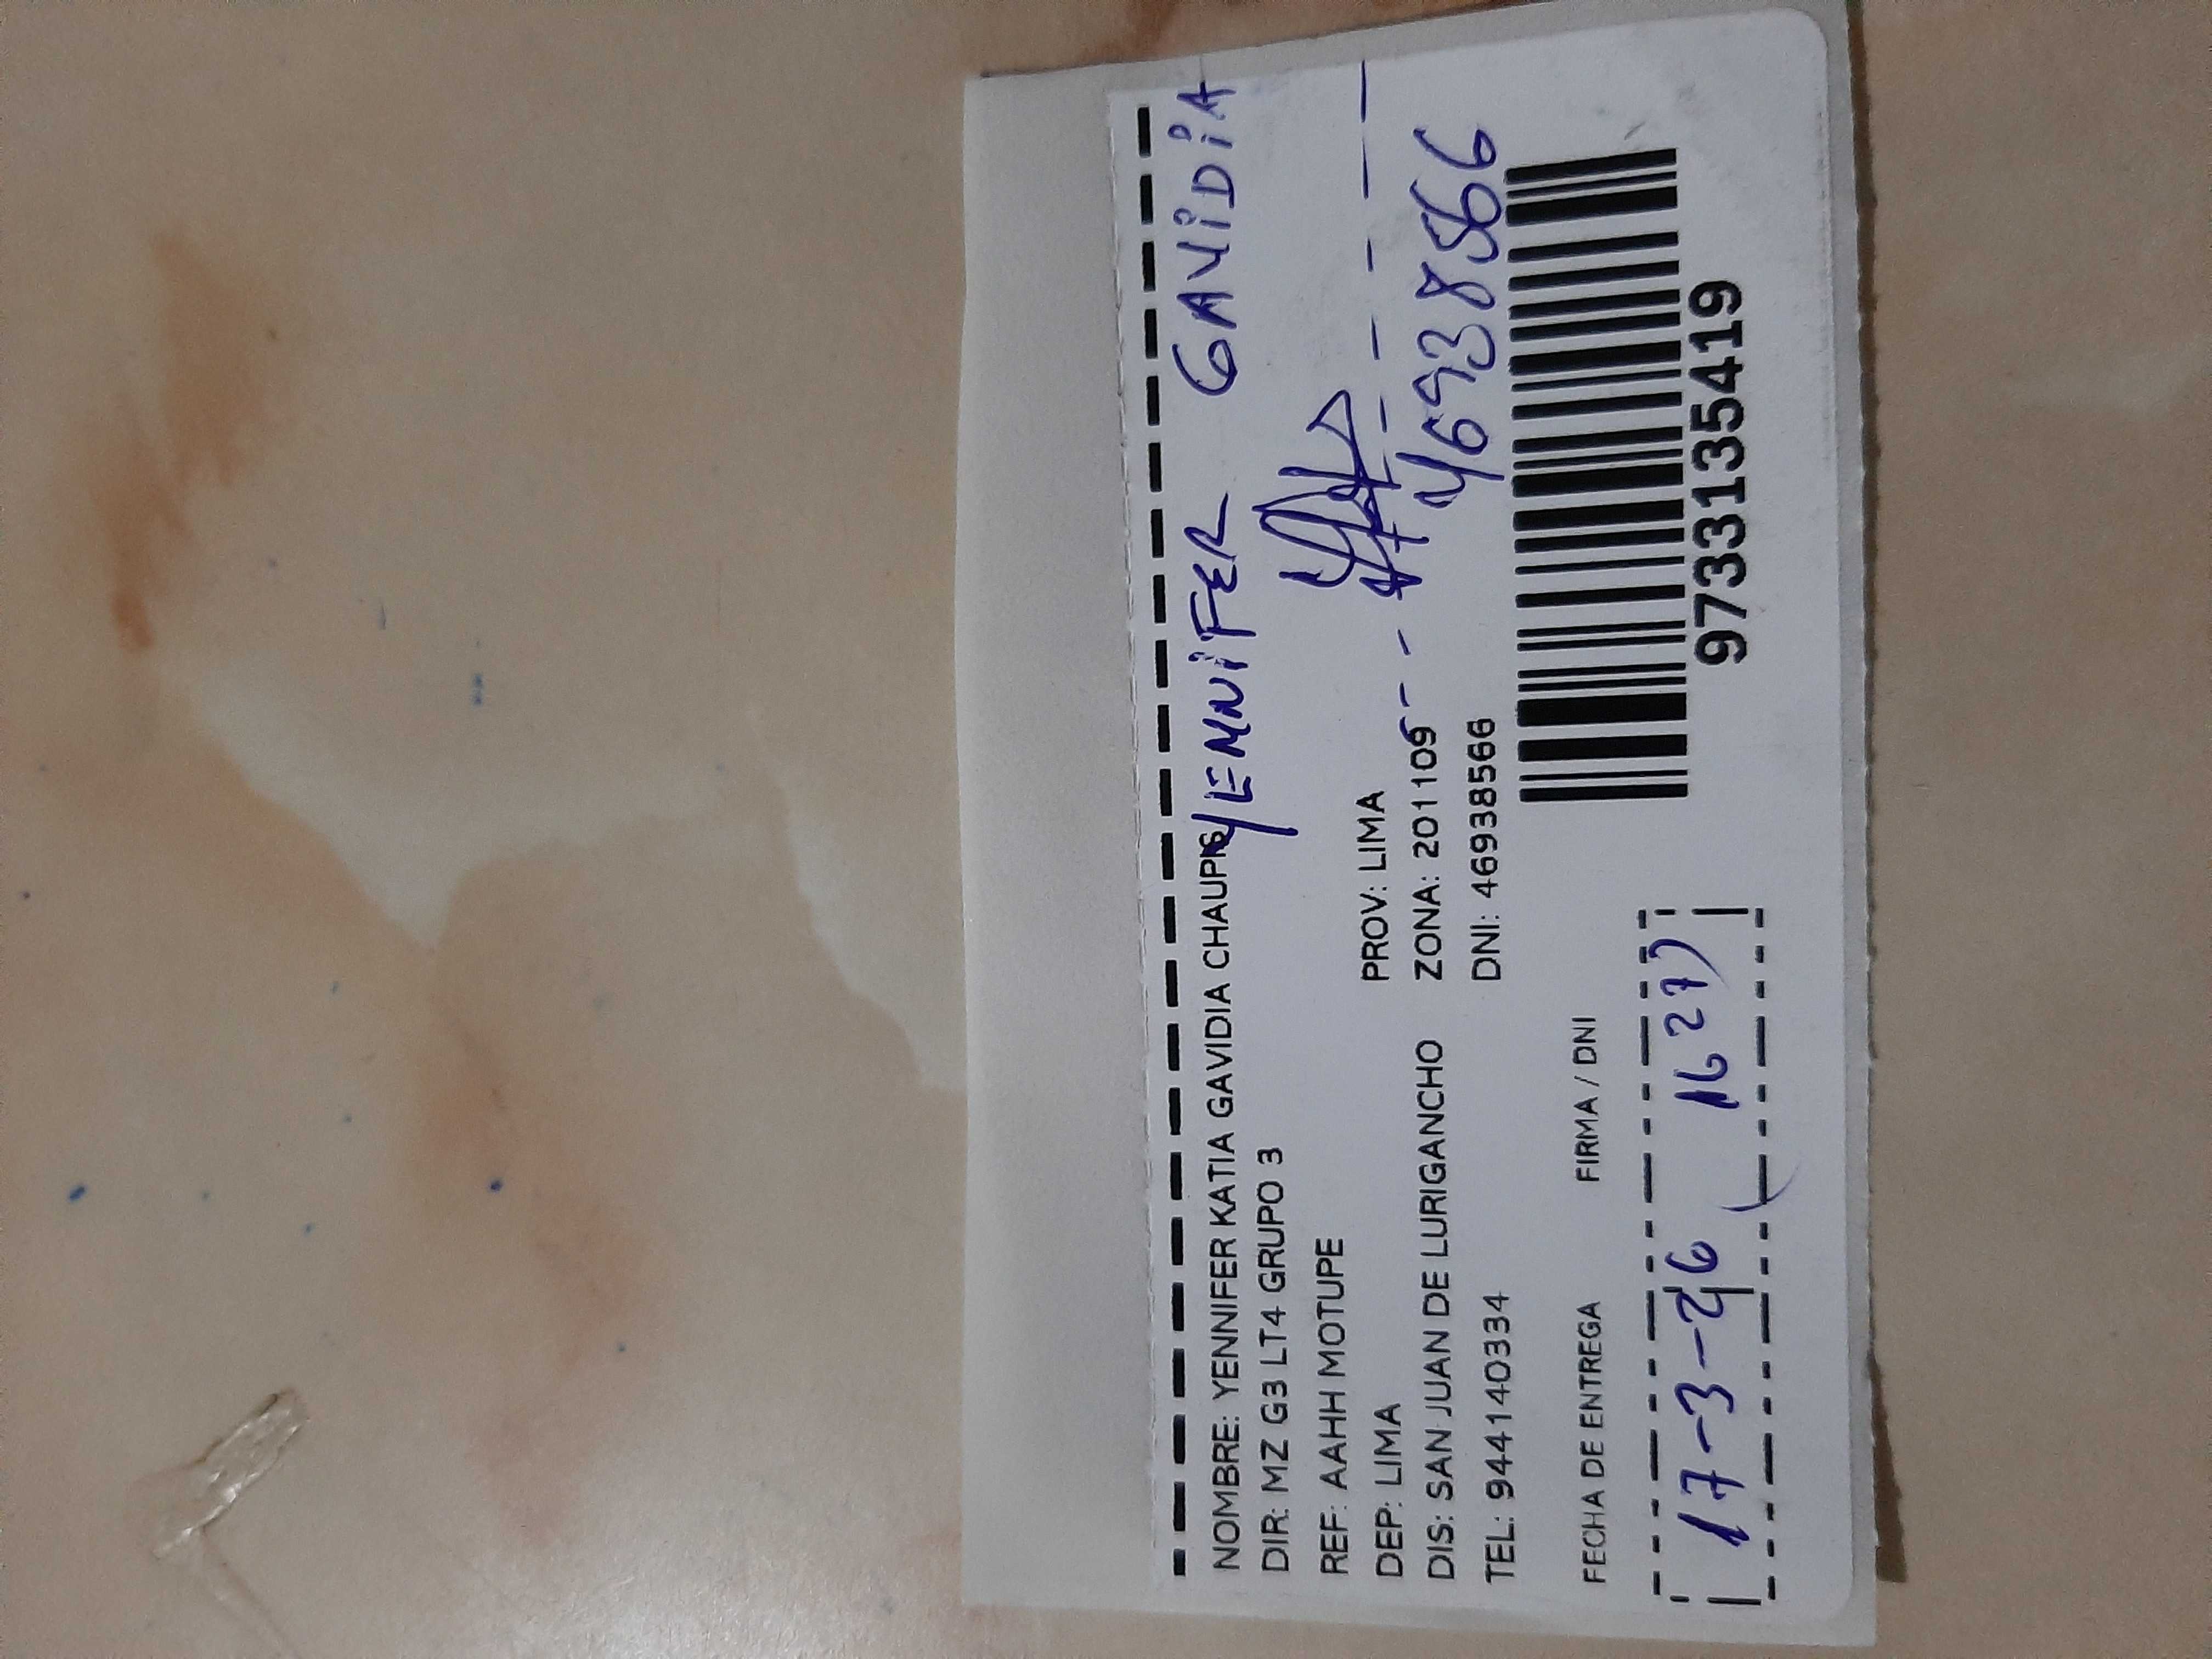 NOMBRE: YENNIFER KATIA GAVIDIA CHAUPIS
YENNIFER GAVIDIA
DIR: MZ G3 LT4 GRUPO 3
REF: AAHH MOTUPE
DEP: LIMA PROV: LIMA
DIS: SAN JUAN DE LURIGANCHO ZONA: 201109
TEL: 944140334 DNI: 46938566
46938566
FECHA DE ENTREGA FIRMA / DNI
17-3-26 (1627)
9733135419